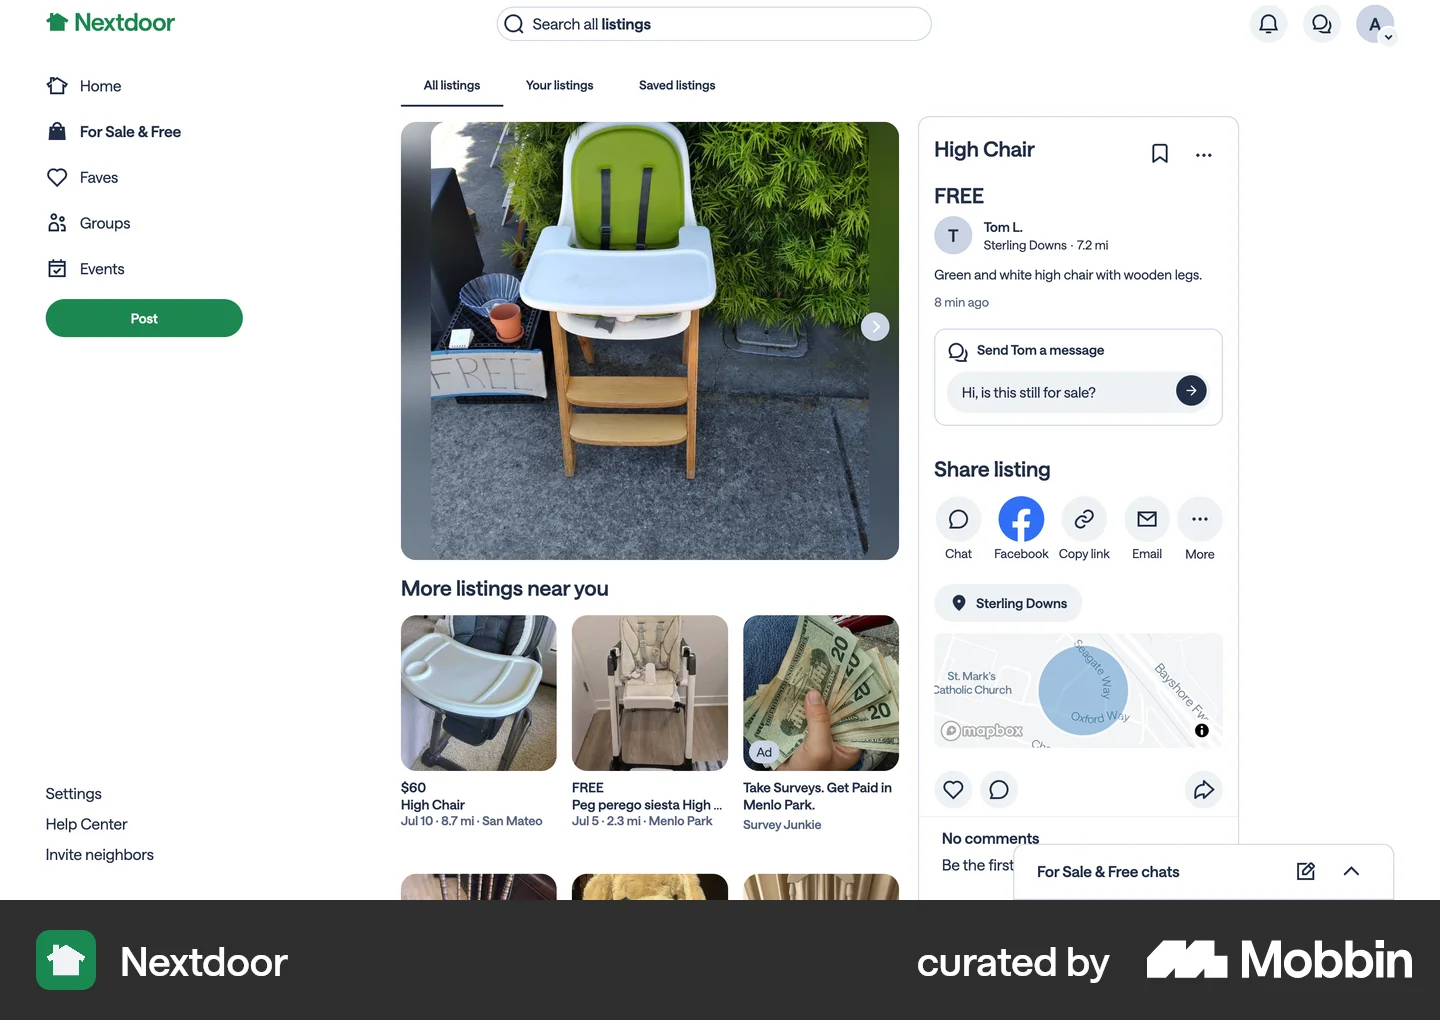 Nextdoor
Search all listings
A
Home
For Sale & Free
Faves
Groups
Events
Post
Settings
Help Center
Invite neighbors
All listings
Your listings
Saved listings
FREE
More listings near you
$60
High Chair
Jul 10 · 8.7 mi · San Mateo
FREE
Peg perego siesta High ...
Jul 5 · 2.3 mi · Menlo Park
20
20
20
20
Ad
Take Surveys. Get Paid in
Menlo Park.
Survey Junkie
High Chair
FREE
T
Tom L.
Sterling Downs · 7.2 mi
Green and white high chair with wooden legs.
8 min ago
Send Tom a message
Hi, is this still for sale?
Share listing
Chat
Facebook
Copy link
Email
More
Sterling Downs
St. Mark's
Catholic Church
Seagate Way
Oxford Way
Bayshore Fwy
mapbox
No comments
Be the first
For Sale & Free chats
Nextdoor
curated by
Mobbin